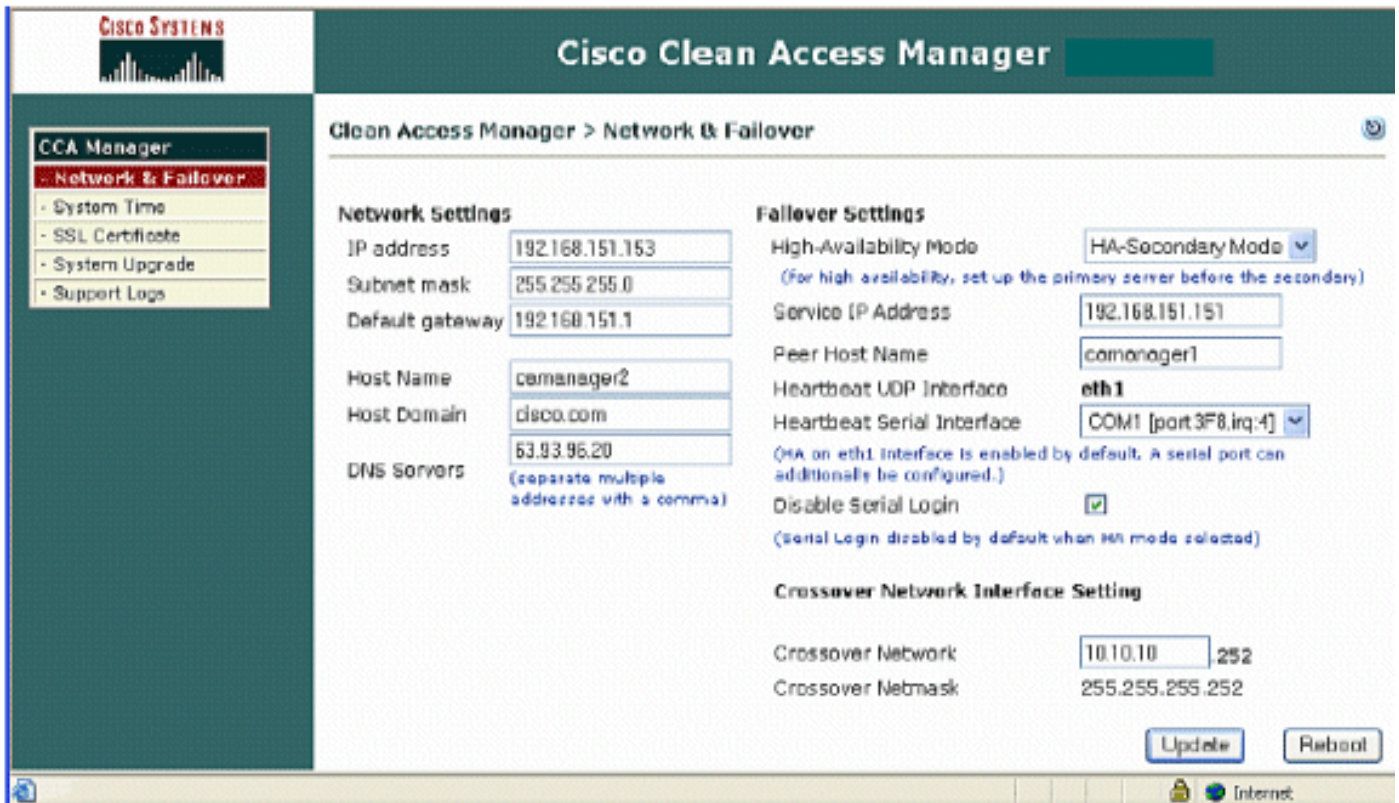 CISCO SYSTEMS
Cisco Clean Access Manager
CCA Manager
- Network & Failover
- System Time
- SSL Certificate
- System Upgrade
- Support Logs
Clean Access Manager > Network & Failover
Network Settings
IP address 192.168.151.153
Subnet mask 255.255.255.0
Default gateway 192.168.151.1
Host Name camanager2
Host Domain cisco.com
DNS Servers 63.93.96.20
(separate multiple
addresses with a comma)
Failover Settings
High-Availability Mode HA-Secondary Mode
(For high availability, set up the primary server before the secondary)
Service IP Address 192.168.151.151
Peer Host Name camanager1
Heartbeat UDP Interface eth1
Heartbeat Serial Interface COM1 [port:3F8,irq:4]
(HA on eth1 interface is enabled by default. A serial port can
additionally be configured.)
Disable Serial Login
(Serial Login disabled by default when HA mode selected)
Crossover Network Interface Setting
Crossover Network 10.10.10 .252
Crossover Netmask 255.255.255.252
Update Reboot
Internet